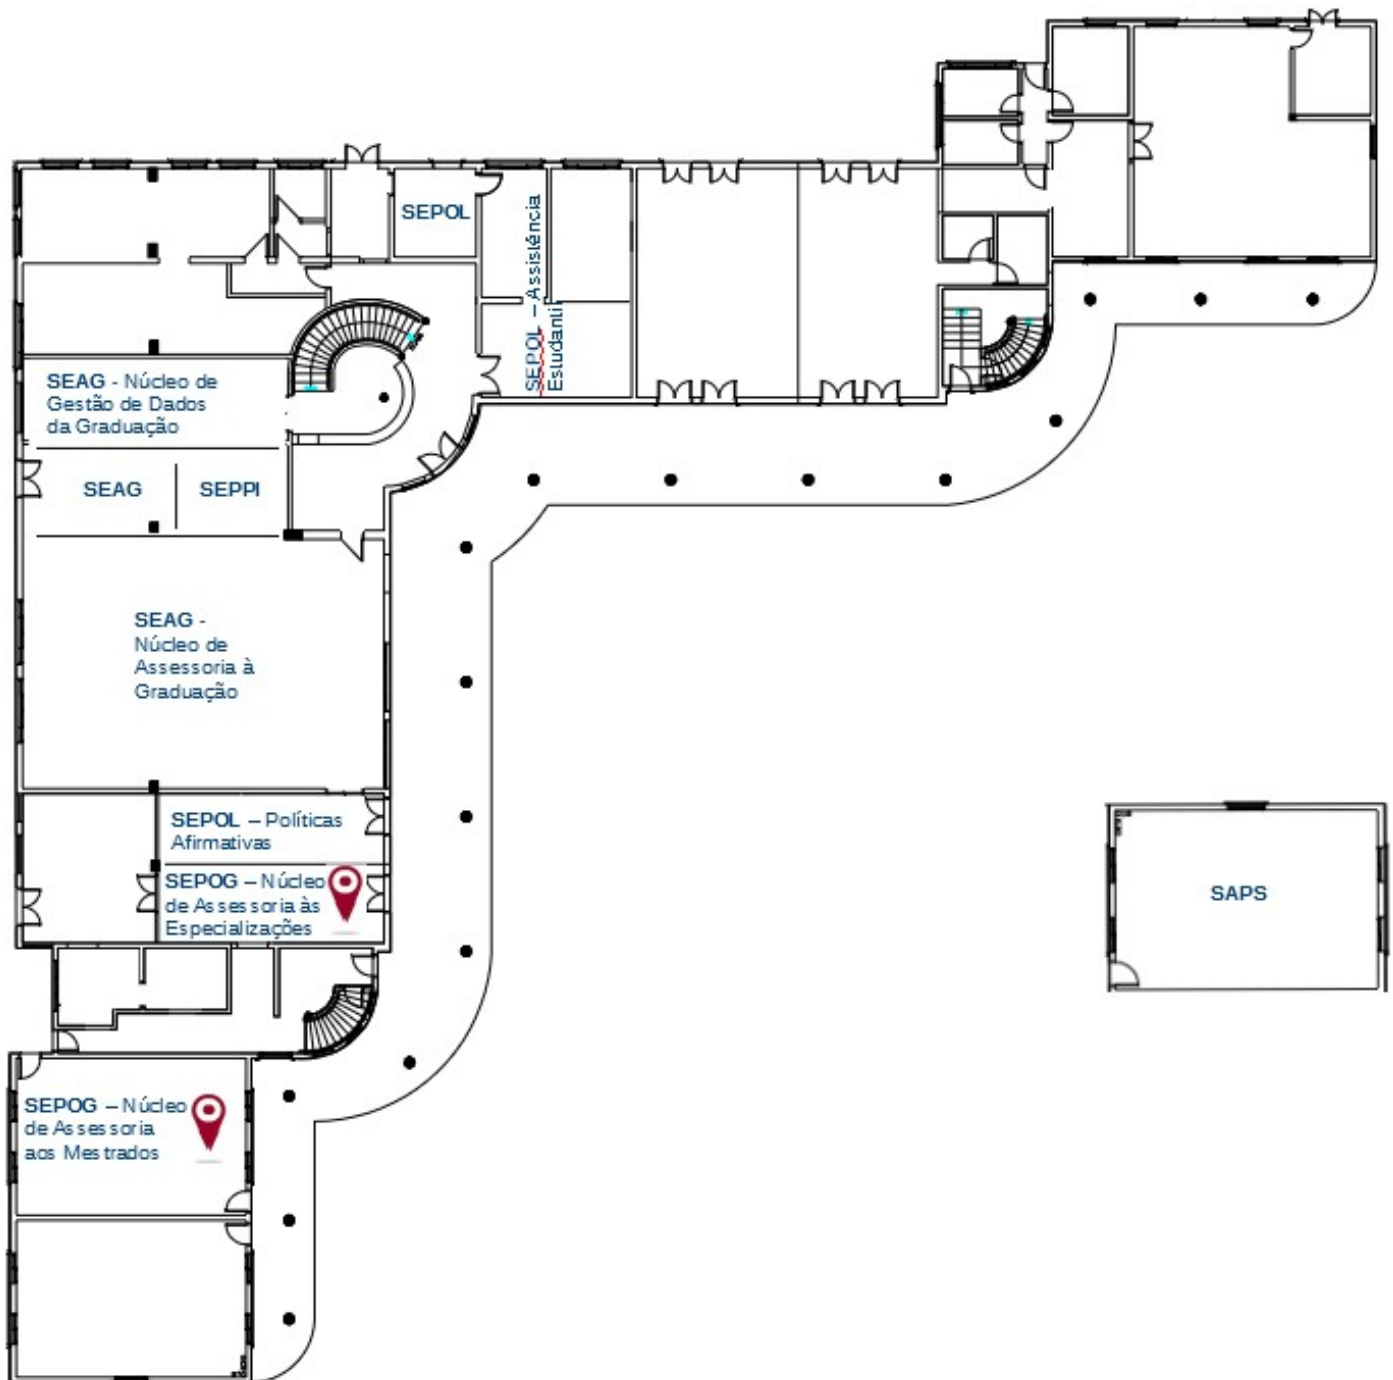 SEPOL
SEPOL – Assistência
Estudantil
SEAG - Núcleo de
Gestão de Dados
da Graduação
SEAG
SEPPI
SEAG -
Núcleo de
Assessoria à
Graduação
SEPOL – Políticas
Afirmativas
SEPOG – Núcleo
de Assessoria às
Especializações
SAPS
SEPOG – Núcleo
de Assessoria
aos Mestrados